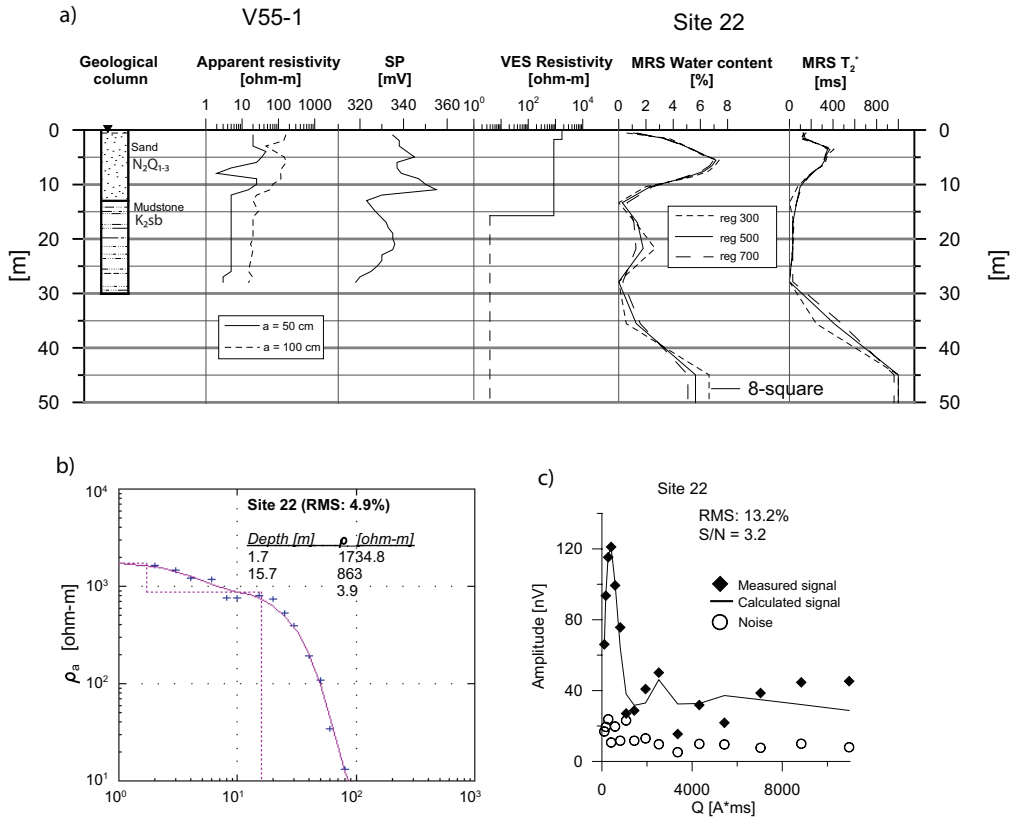 a)
V55-1
Site 22
Geological column
Apparent resistivity [ohm-m]
SP [mV]
VES Resistivity [ohm-m]
MRS Water content [%]
MRS T2* [ms]
1 10 100 1000
320 340 360
10^0 10^2 10^4
0 2 4 6 8
0 400 800
0
10
20
30
40
50
[m]
Sand
N2Q1-3
Mudstone
K2sb
a = 50 cm
a = 100 cm
reg 300
reg 500
reg 700
8-square
0
10
20
30
40
50
[m]
b)
Site 22 (RMS: 4.9%)
Depth [m] ρ [ohm-m]
1.7 1734.8
15.7 863
3.9
10^4
10^3
10^2
10^1
ρa [ohm-m]
10^0 10^1 10^2 10^3
c)
Site 22
RMS: 13.2%
S/N = 3.2
Measured signal
Calculated signal
Noise
120
80
40
0
Amplitude [nV]
0 4000 8000
Q [A*ms]